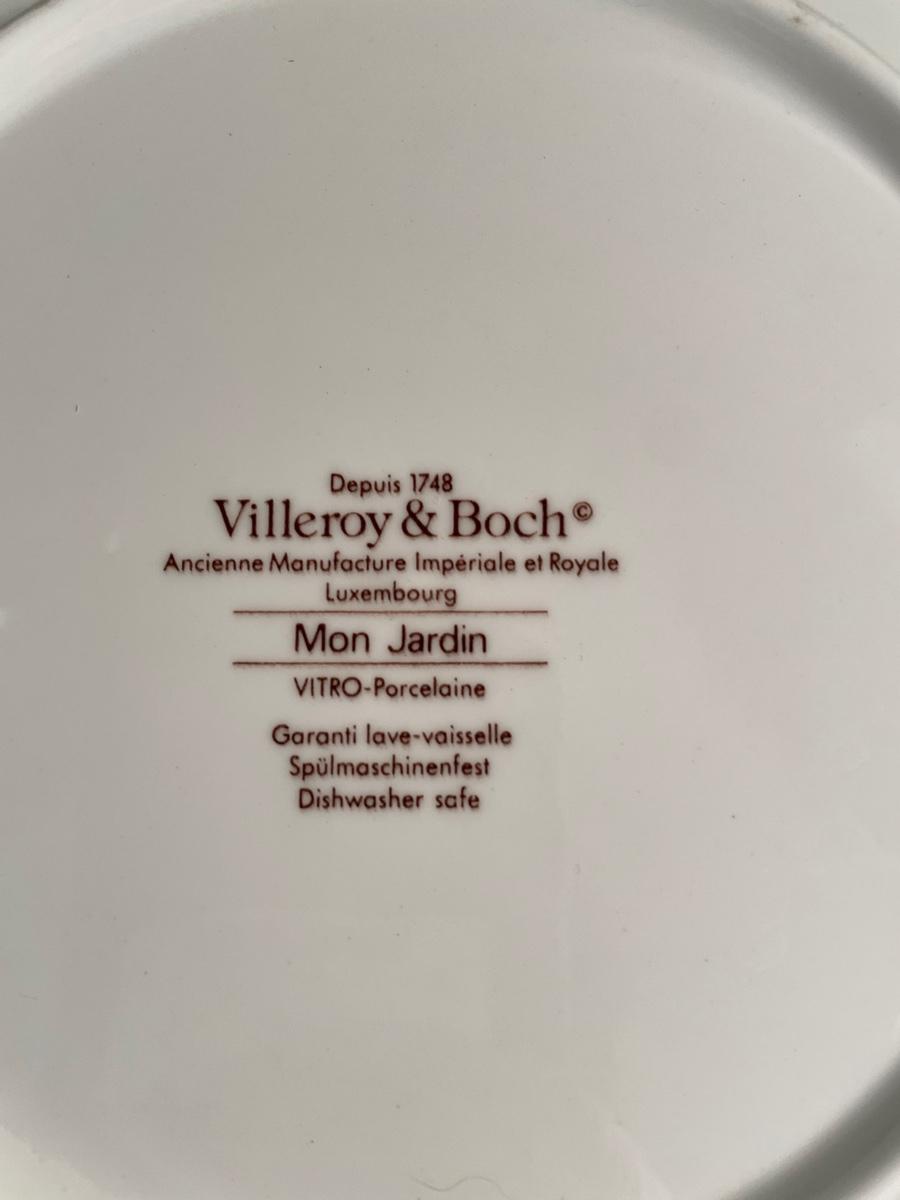 Depuis 1748
Villeroy & Boch©
Ancienne Manufacture Impériale et Royale
Luxembourg
Mon Jardin
VITRO-Porcelaine
Garanti lave-vaisselle
Spülmaschinenfest
Dishwasher safe